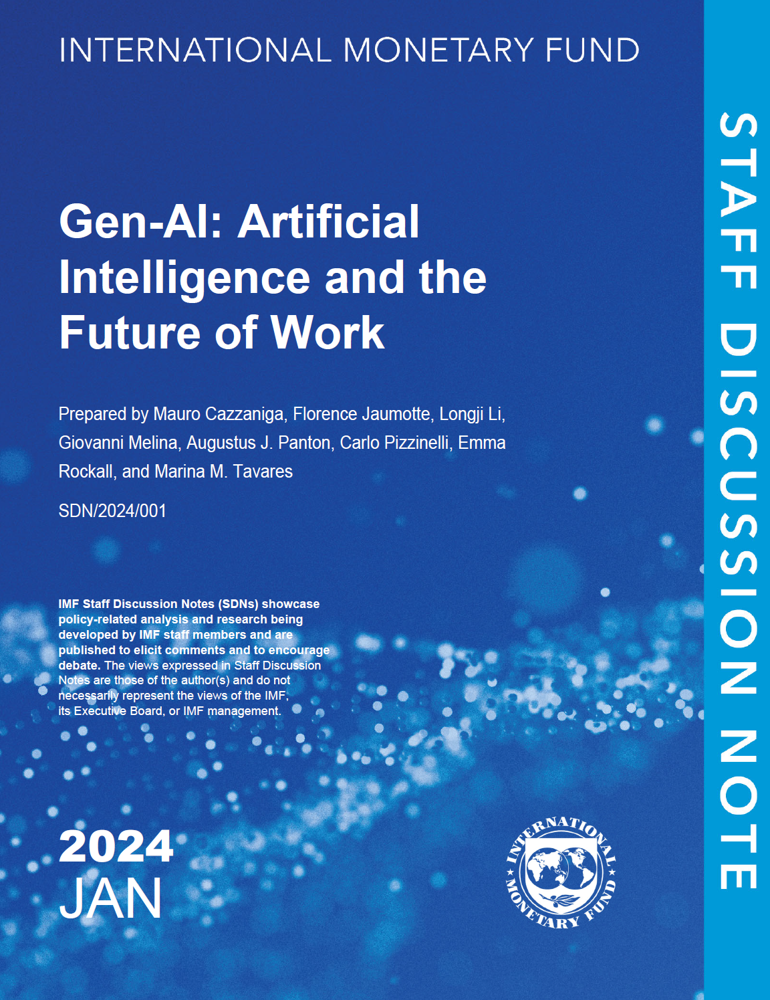 INTERNATIONAL MONETARY FUND
STAFF DISCUSSION NOTE
Gen-AI: Artificial
Intelligence and the
Future of Work
Prepared by Mauro Cazzaniga, Florence Jaumotte, Longji Li,
Giovanni Melina, Augustus J. Panton, Carlo Pizzinelli, Emma
Rockall, and Marina M. Tavares
SDN/2024/001
IMF Staff Discussion Notes (SDNs) showcase
policy-related analysis and research being
developed by IMF staff members and are
published to elicit comments and to encourage
debate. The views expressed in Staff Discussion
Notes are those of the author(s) and do not
necessarily represent the views of the IMF,
its Executive Board, or IMF management.
2024
JAN
INTERNATIONAL MONETARY FUND